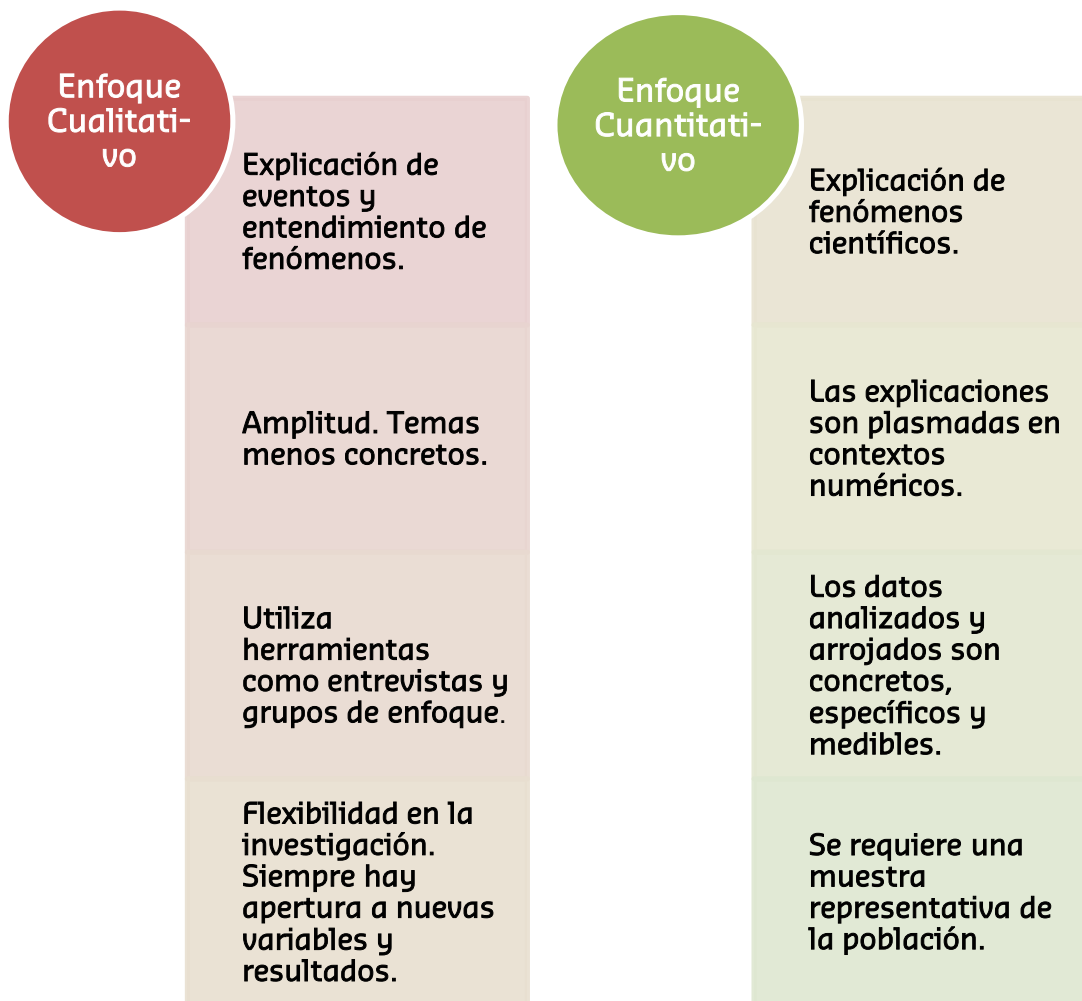 Enfoque
Cualitati-
vo
Explicación de
eventos y
entendimiento de
fenómenos.
Amplitud. Temas
menos concretos.
Utiliza
herramientas
como entrevistas y
grupos de enfoque.
Flexibilidad en la
investigación.
Siempre hay
apertura a nuevas
variables y
resultados.
Enfoque
Cuantitati-
vo
Explicación de
fenómenos
científicos.
Las explicaciones
son plasmadas en
contextos
numéricos.
Los datos
analizados y
arrojados son
concretos,
específicos y
medibles.
Se requiere una
muestra
representativa de
la población.